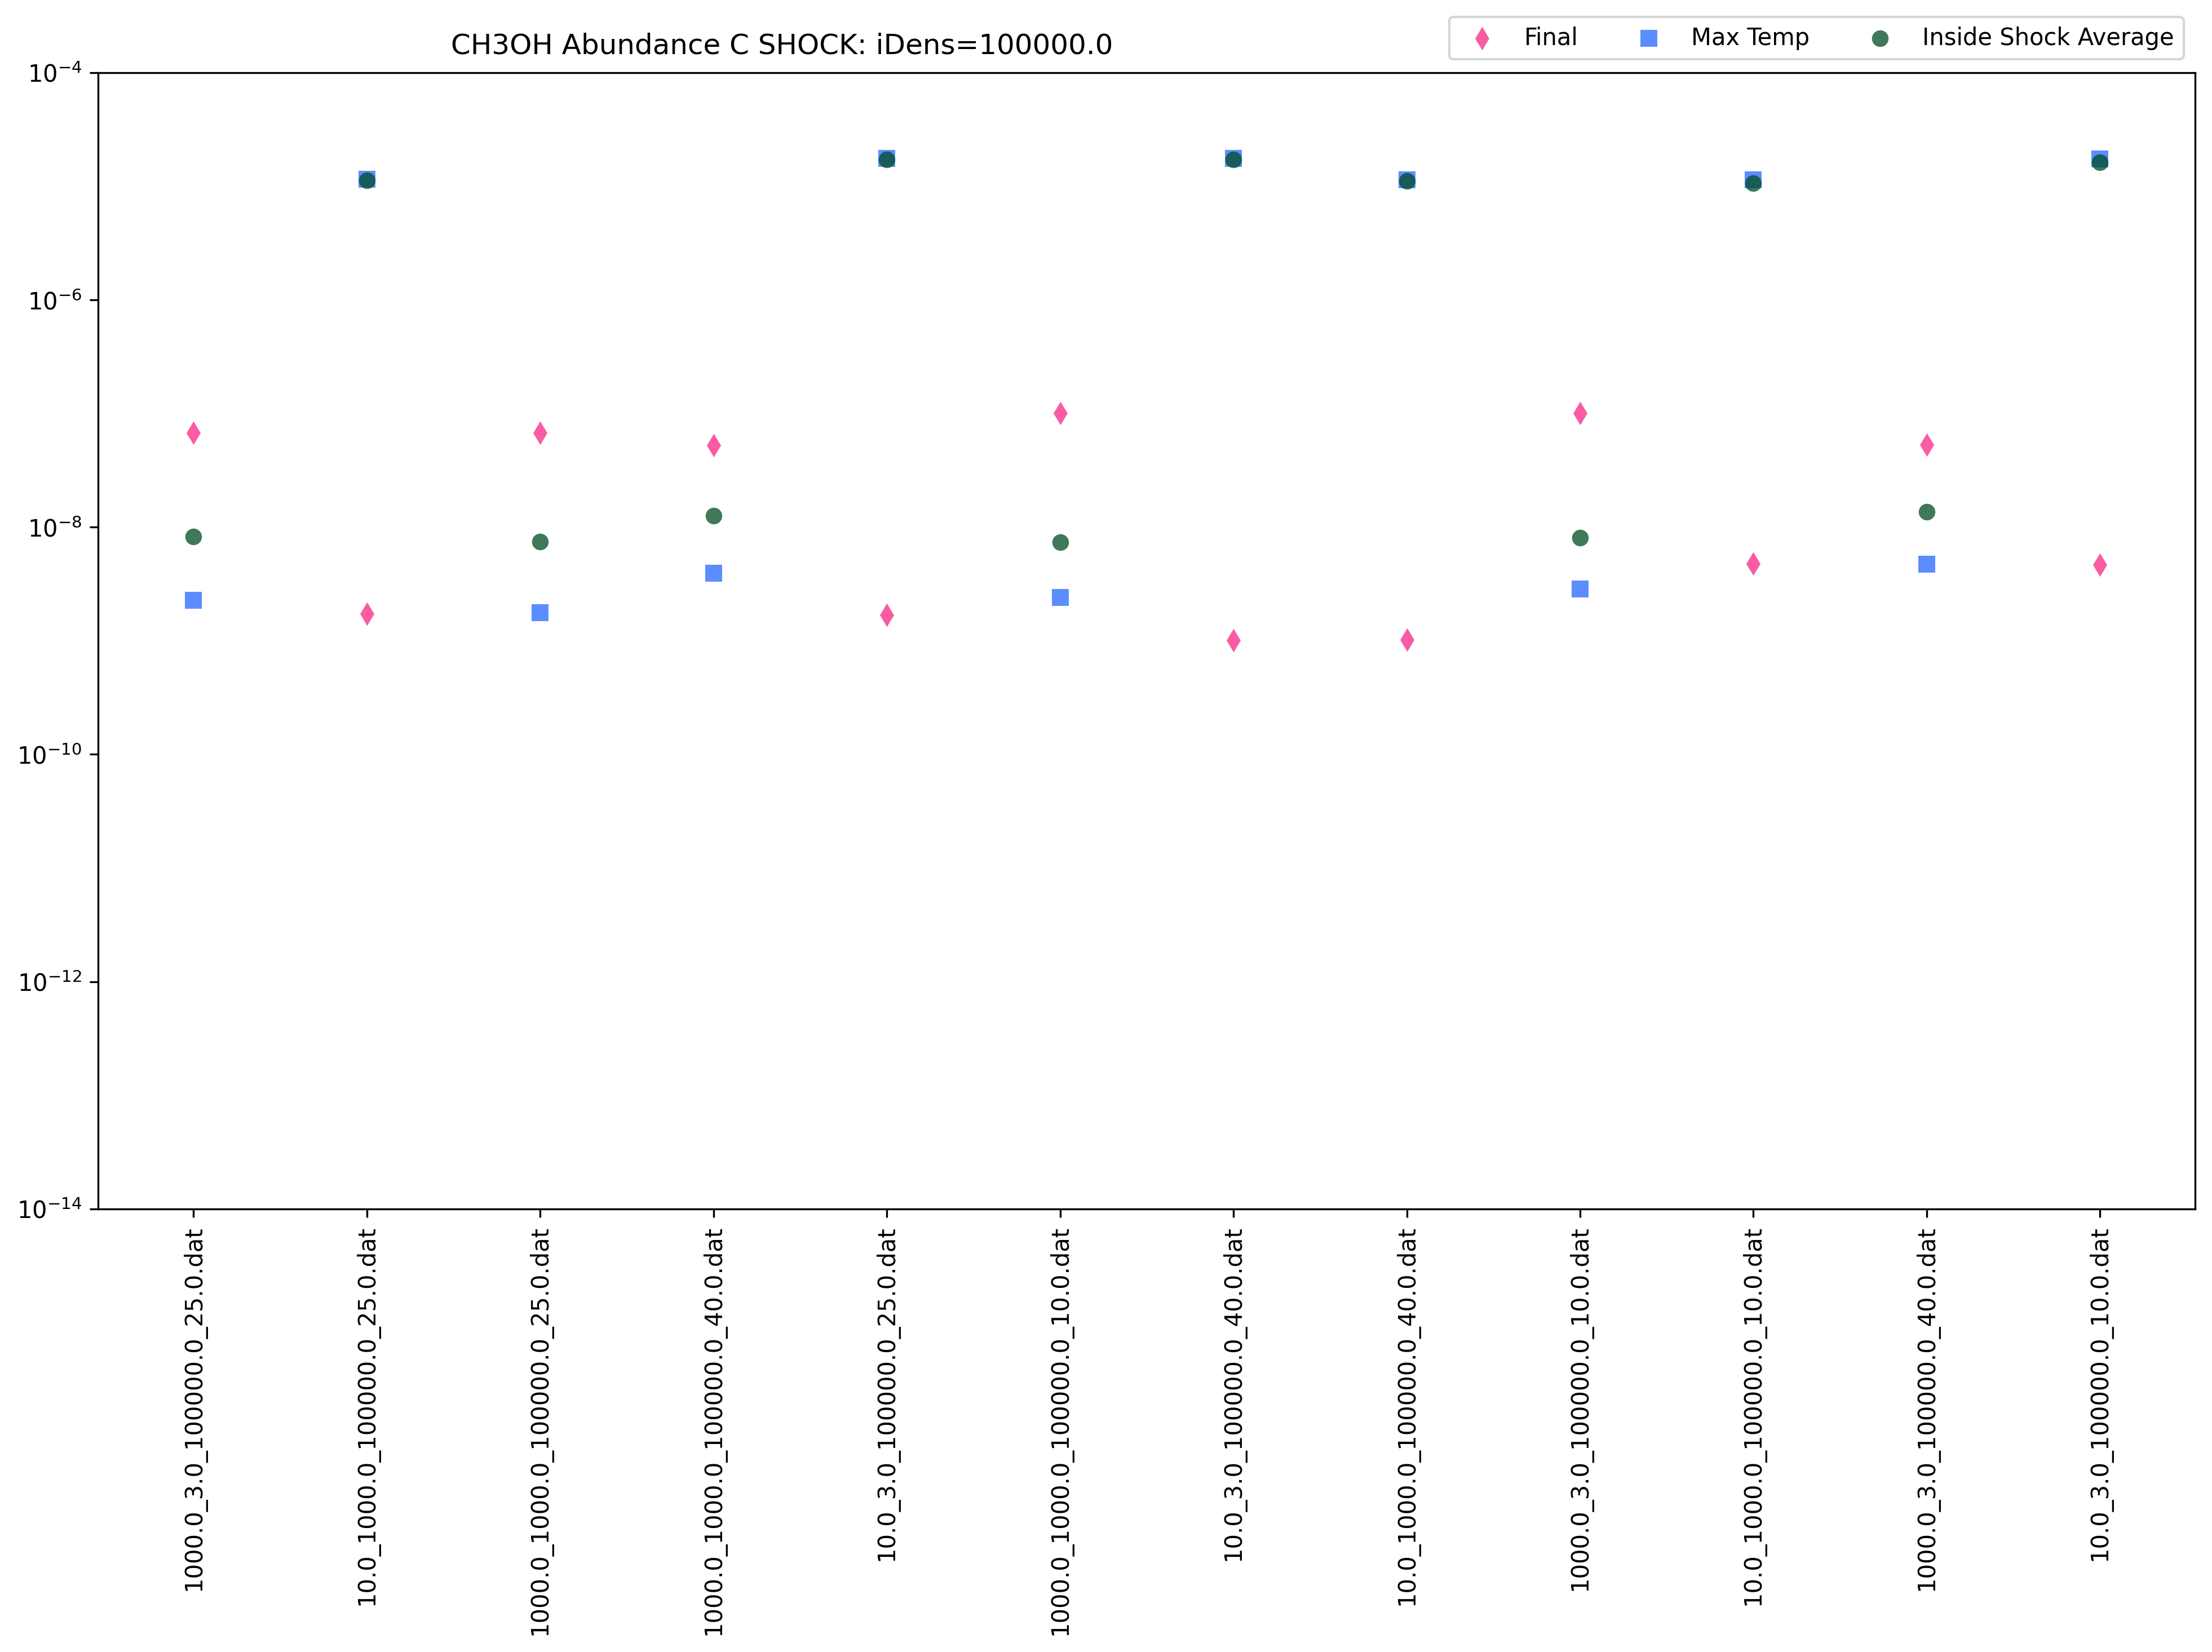 CH3OH Abundance C SHOCK: iDens=100000.0
Final
Max Temp
Inside Shock Average
10⁻⁴
10⁻⁶
10⁻⁸
10⁻¹⁰
10⁻¹²
10⁻¹⁴
1000.0_3.0_100000.0_25.0.dat
10.0_1000.0_100000.0_25.0.dat
1000.0_1000.0_100000.0_25.0.dat
1000.0_1000.0_100000.0_40.0.dat
10.0_3.0_100000.0_25.0.dat
1000.0_1000.0_100000.0_10.0.dat
10.0_3.0_100000.0_40.0.dat
10.0_1000.0_100000.0_40.0.dat
1000.0_3.0_100000.0_10.0.dat
10.0_1000.0_100000.0_10.0.dat
1000.0_3.0_100000.0_40.0.dat
10.0_3.0_100000.0_10.0.dat